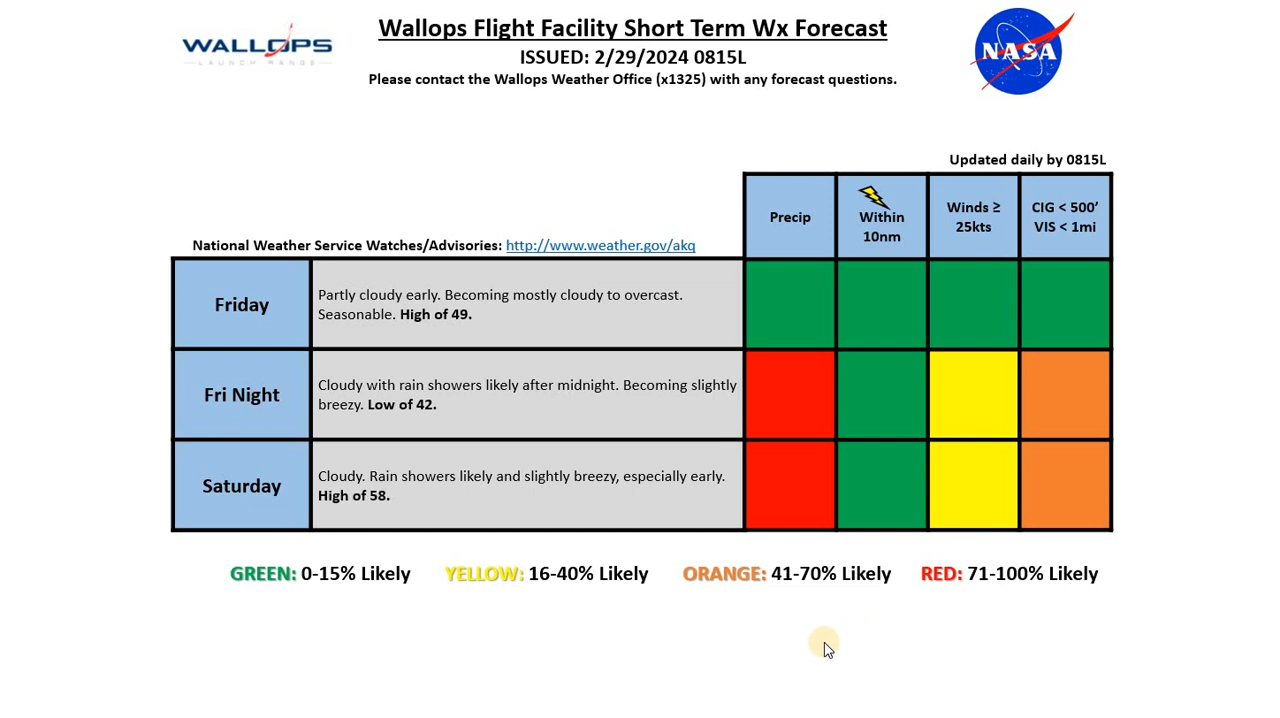 WALLOPS
LAUNCH RANGE
Wallops Flight Facility Short Term Wx Forecast
ISSUED: 2/29/2024 0815L
Please contact the Wallops Weather Office (x1325) with any forecast questions.
NASA
Updated daily by 0815L
National Weather Service Watches/Advisories: http://www.weather.gov/akq
Precip
Within
10nm
Winds ≥
25kts
CIG < 500’
VIS < 1mi
Friday
Partly cloudy early. Becoming mostly cloudy to overcast.
Seasonable. High of 49.
Fri Night
Cloudy with rain showers likely after midnight. Becoming slightly
breezy. Low of 42.
Saturday
Cloudy. Rain showers likely and slightly breezy, especially early.
High of 58.
GREEN: 0-15% Likely YELLOW: 16-40% Likely ORANGE: 41-70% Likely RED: 71-100% Likely